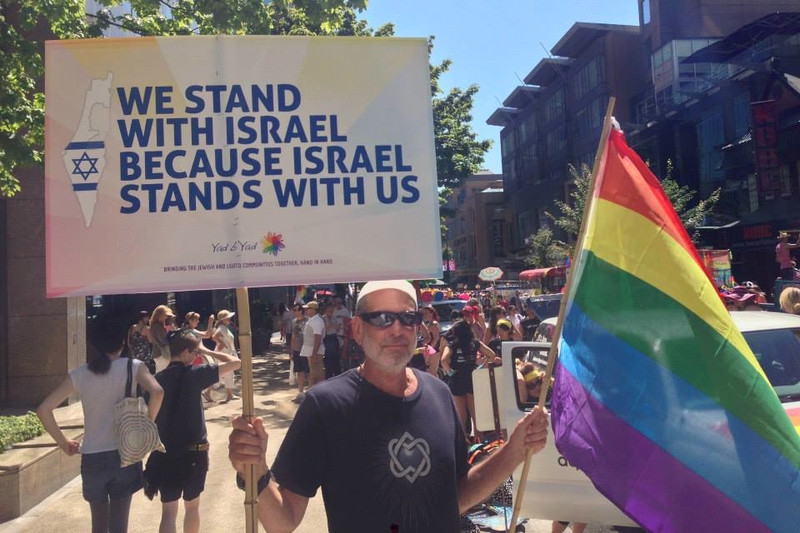 WE STAND
WITH ISRAEL
BECAUSE ISRAEL
STANDS WITH US
Yad b'Yad
BRINGING THE JEWISH AND LGBTQ COMMUNITIES TOGETHER, HAND IN HAND